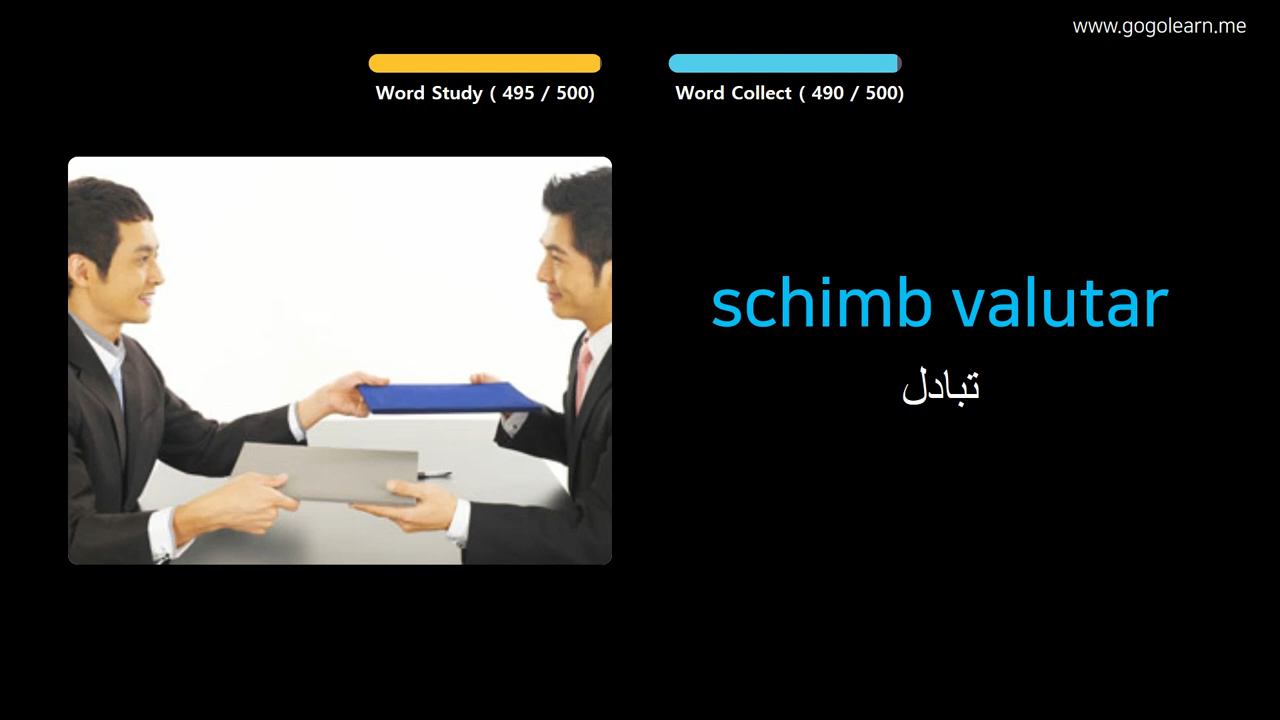 www.gogolearn.me
Word Study ( 495 / 500)
Word Collect ( 490 / 500)
schimb valutar
تبادل